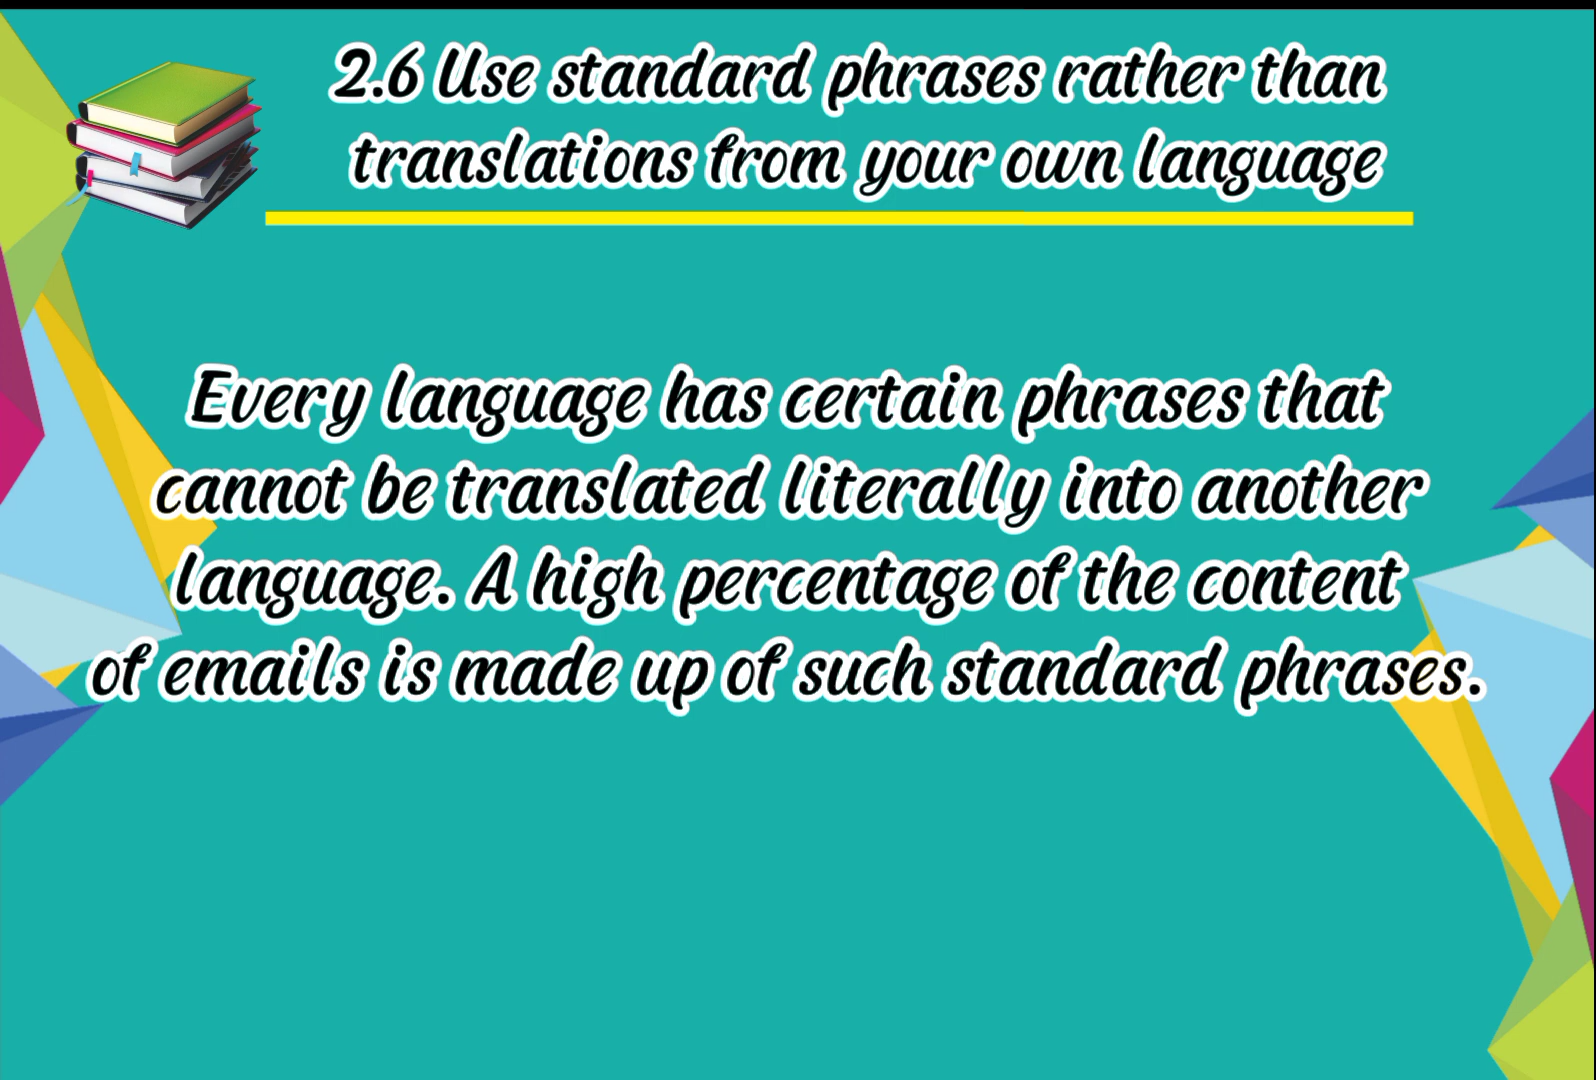 2.6 Use standard phrases rather than
translations from your own language
Every language has certain phrases that
cannot be translated literally into another
language. A high percentage of the content
of emails is made up of such standard phrases.